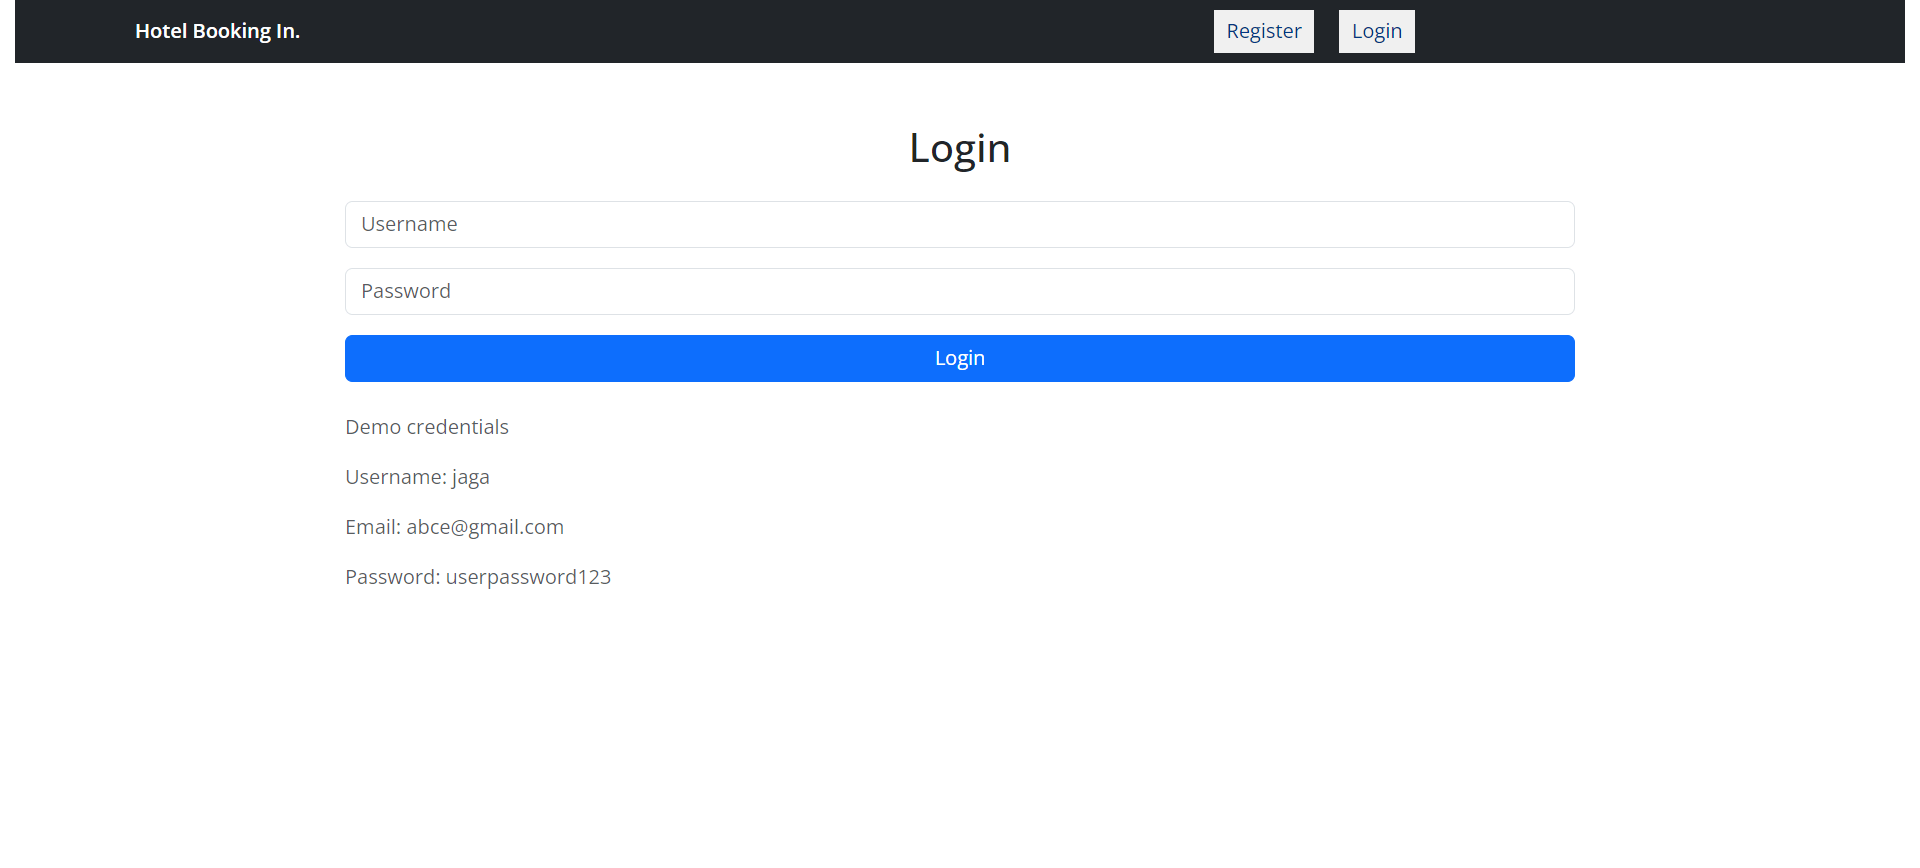 Hotel Booking In.
Register
Login
Login
Username
Password
Login
Demo credentials
Username: jaga
Email: abce@gmail.com
Password: userpassword123